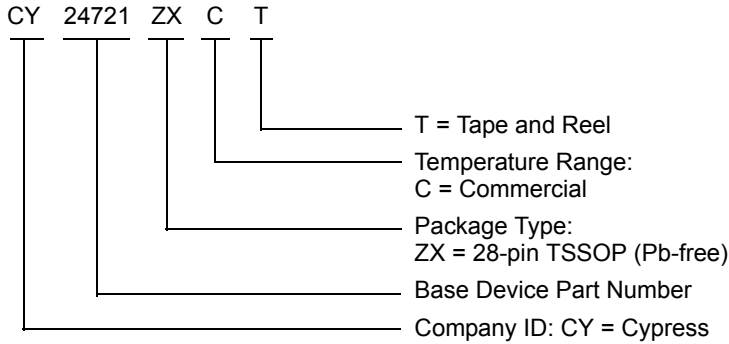 CY 24721 ZX C T
T = Tape and Reel
Temperature Range:
C = Commercial
Package Type:
ZX = 28-pin TSSOP (Pb-free)
Base Device Part Number
Company ID: CY = Cypress